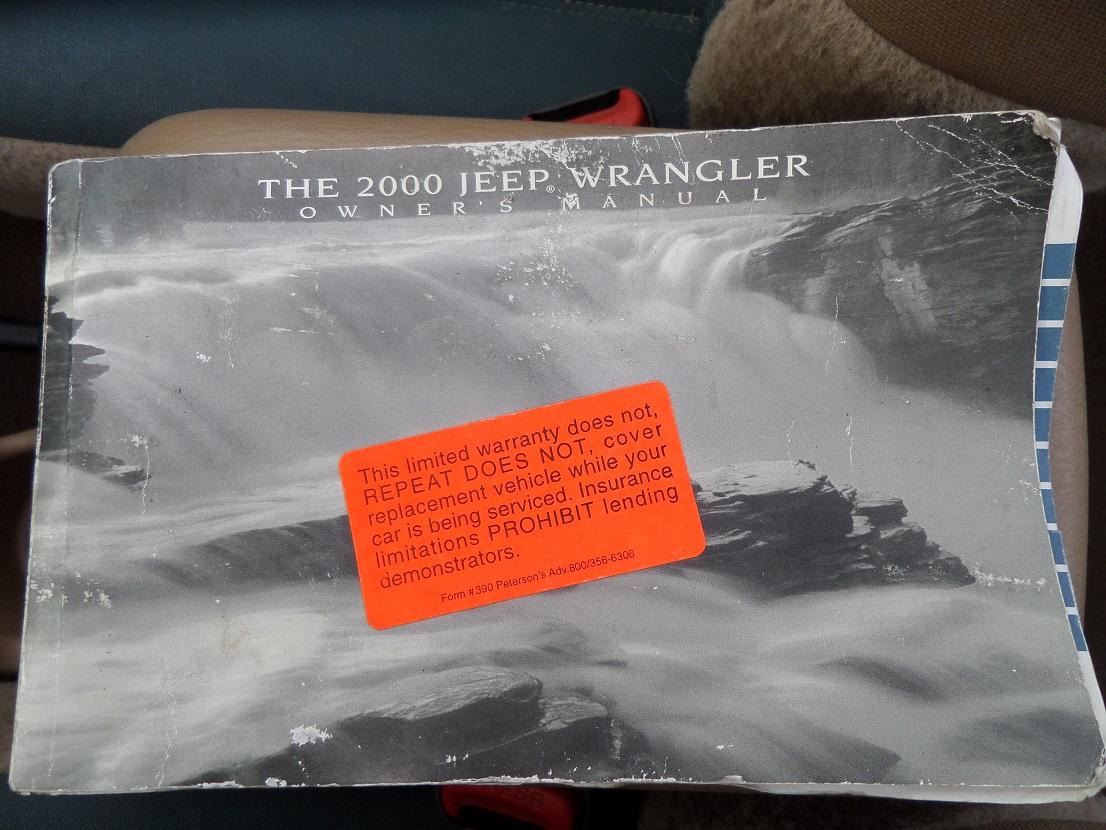 THE 2000 JEEP® WRANGLER
OWNER'S MANUAL
This limited warranty does not,
REPEAT DOES NOT, cover
replacement vehicle while your
car is being serviced. Insurance
limitations PROHIBIT lending
demonstrators.
Form #390 Peterson's Adv.800/356-6306